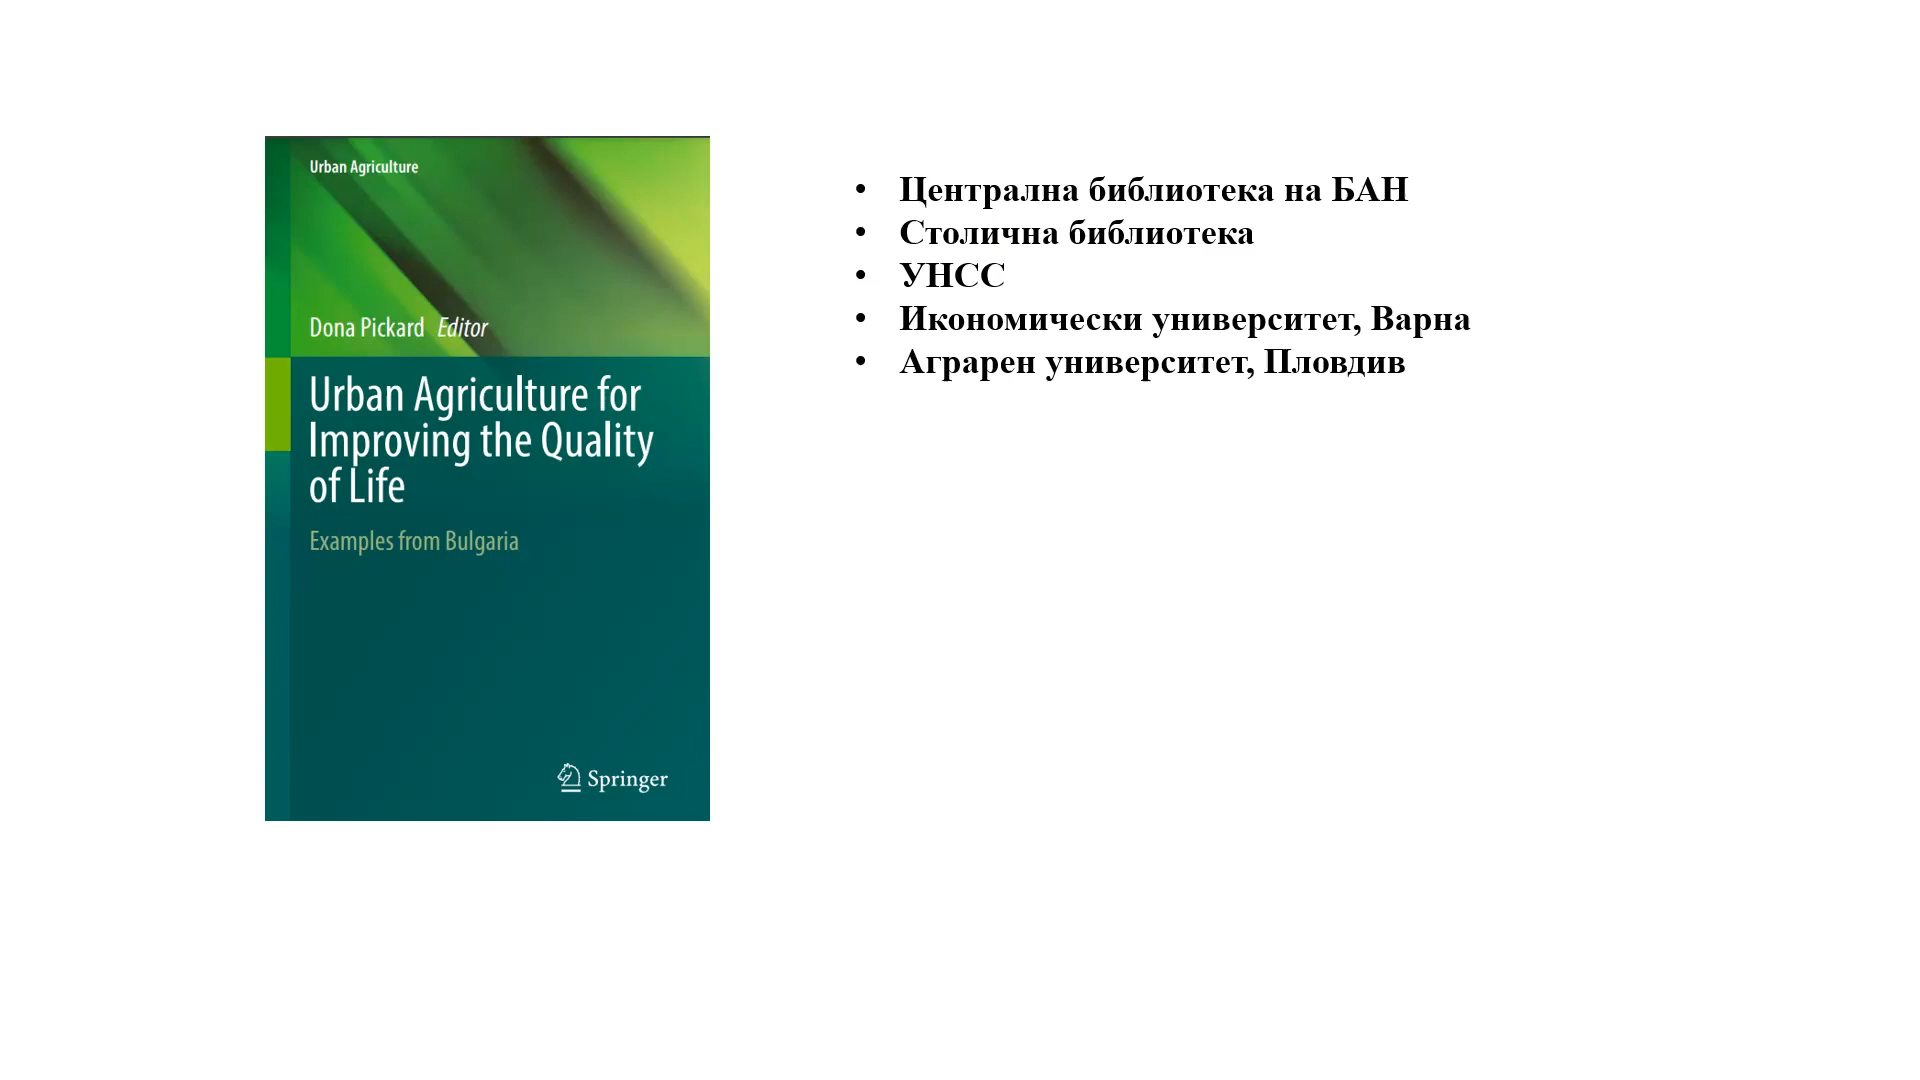 Urban Agriculture
Dona Pickard Editor
Urban Agriculture for
Improving the Quality
of Life
Examples from Bulgaria
Springer
• Централна библиотека на БАН
• Столична библиотека
• УНСС
• Икономически университет, Варна
• Аграрен университет, Пловдив